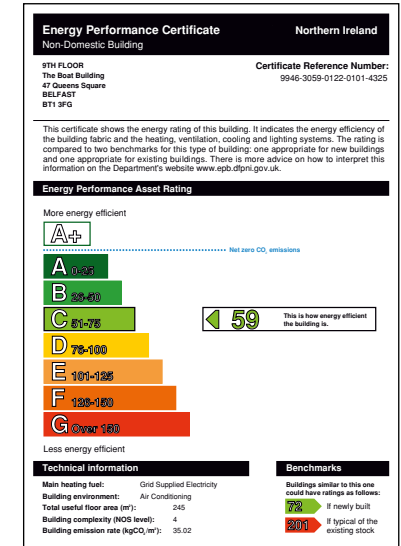 Energy Performance Certificate
Northern Ireland
Non-Domestic Building
9TH FLOOR
The Boat Building
47 Queens Square
BELFAST
BT1 3FG
Certificate Reference Number:
9946-3059-0122-0101-4325
This certificate shows the energy rating of this building. It indicates the energy efficiency of
the building fabric and the heating, ventilation, cooling and lighting systems. The rating is
compared to two benchmarks for this type of building: one appropriate for new buildings
and one appropriate for existing buildings. There is more advice on how to interpret this
information on the Department's website www.epb.dfpni.gov.uk.
Energy Performance Asset Rating
More energy efficient
A+
Net zero CO₂ emissions
A 0-25
B 26-50
C 51-75
59
This is how energy efficient
the building is.
D 76-100
E 101-125
F 126-150
G Over 150
Less energy efficient
Technical information
Main heating fuel: Grid Supplied Electricity
Building environment: Air Conditioning
Total useful floor area (m²): 245
Building complexity (NOS level): 4
Building emission rate (kgCO₂/m²): 35.02
Benchmarks
Buildings similar to this one
could have ratings as follows:
72 If newly built
201 If typical of the
existing stock